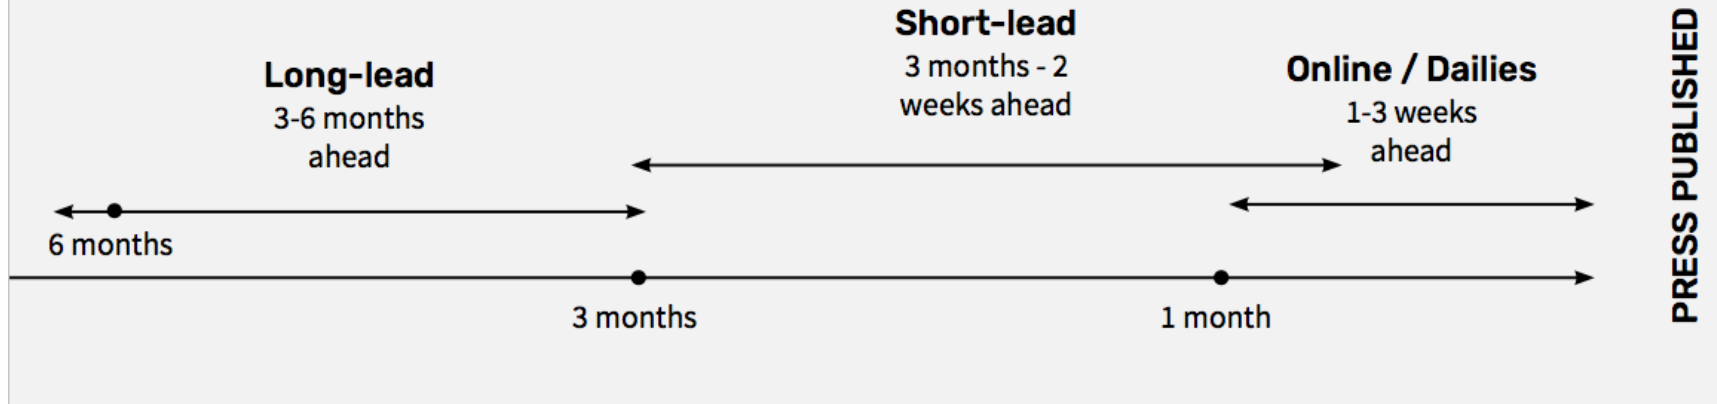 Long-lead
3-6 months
ahead
Short-lead
3 months - 2
weeks ahead
Online / Dailies
1-3 weeks
ahead
6 months
3 months
1 month
PRESS PUBLISHED